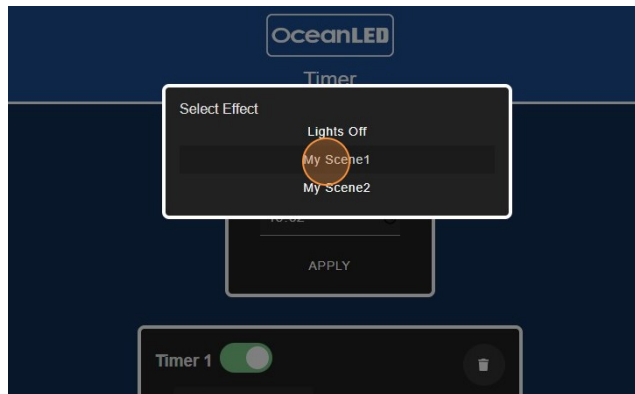 OceanLED
Timer
Select Effect
Lights Off
My Scene1
My Scene2
APPLY
Timer 1